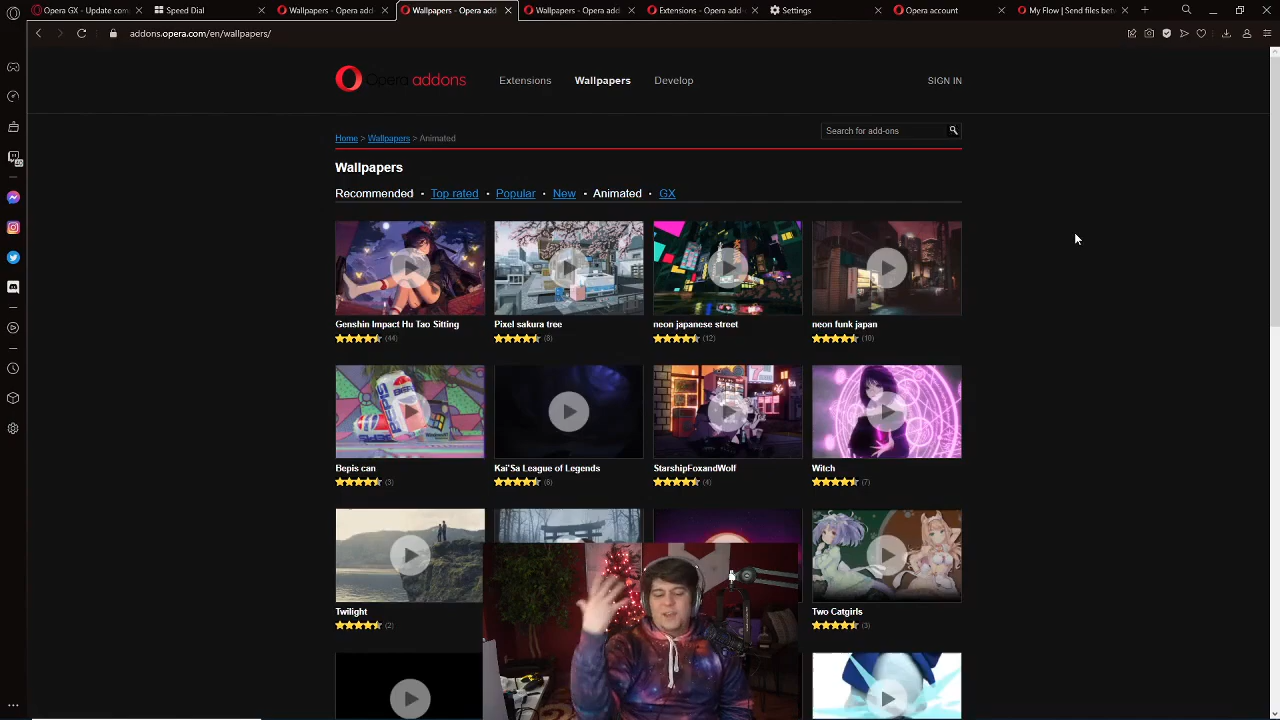 Opera GX - Update com
Speed Dial
Wallpapers - Opera add
Wallpapers - Opera add
Wallpapers - Opera add
Extensions - Opera add
Settings
Opera account
My Flow | Send files betw
addons.opera.com/en/wallpapers/
Opera addons
Extensions
Wallpapers
Develop
SIGN IN
Home > Wallpapers > Animated
Search for add-ons
Wallpapers
Recommended • Top rated • Popular • New • Animated • GX
Genshin Impact Hu Tao Sitting
Pixel sakura tree
neon japanese street
neon funk japan
(44)
(8)
(12)
(10)
Bepis can
Kai'Sa League of Legends
StarshipFoxandWolf
Witch
(3)
(6)
(4)
(7)
Twilight
Two Catgirls
(2)
(3)